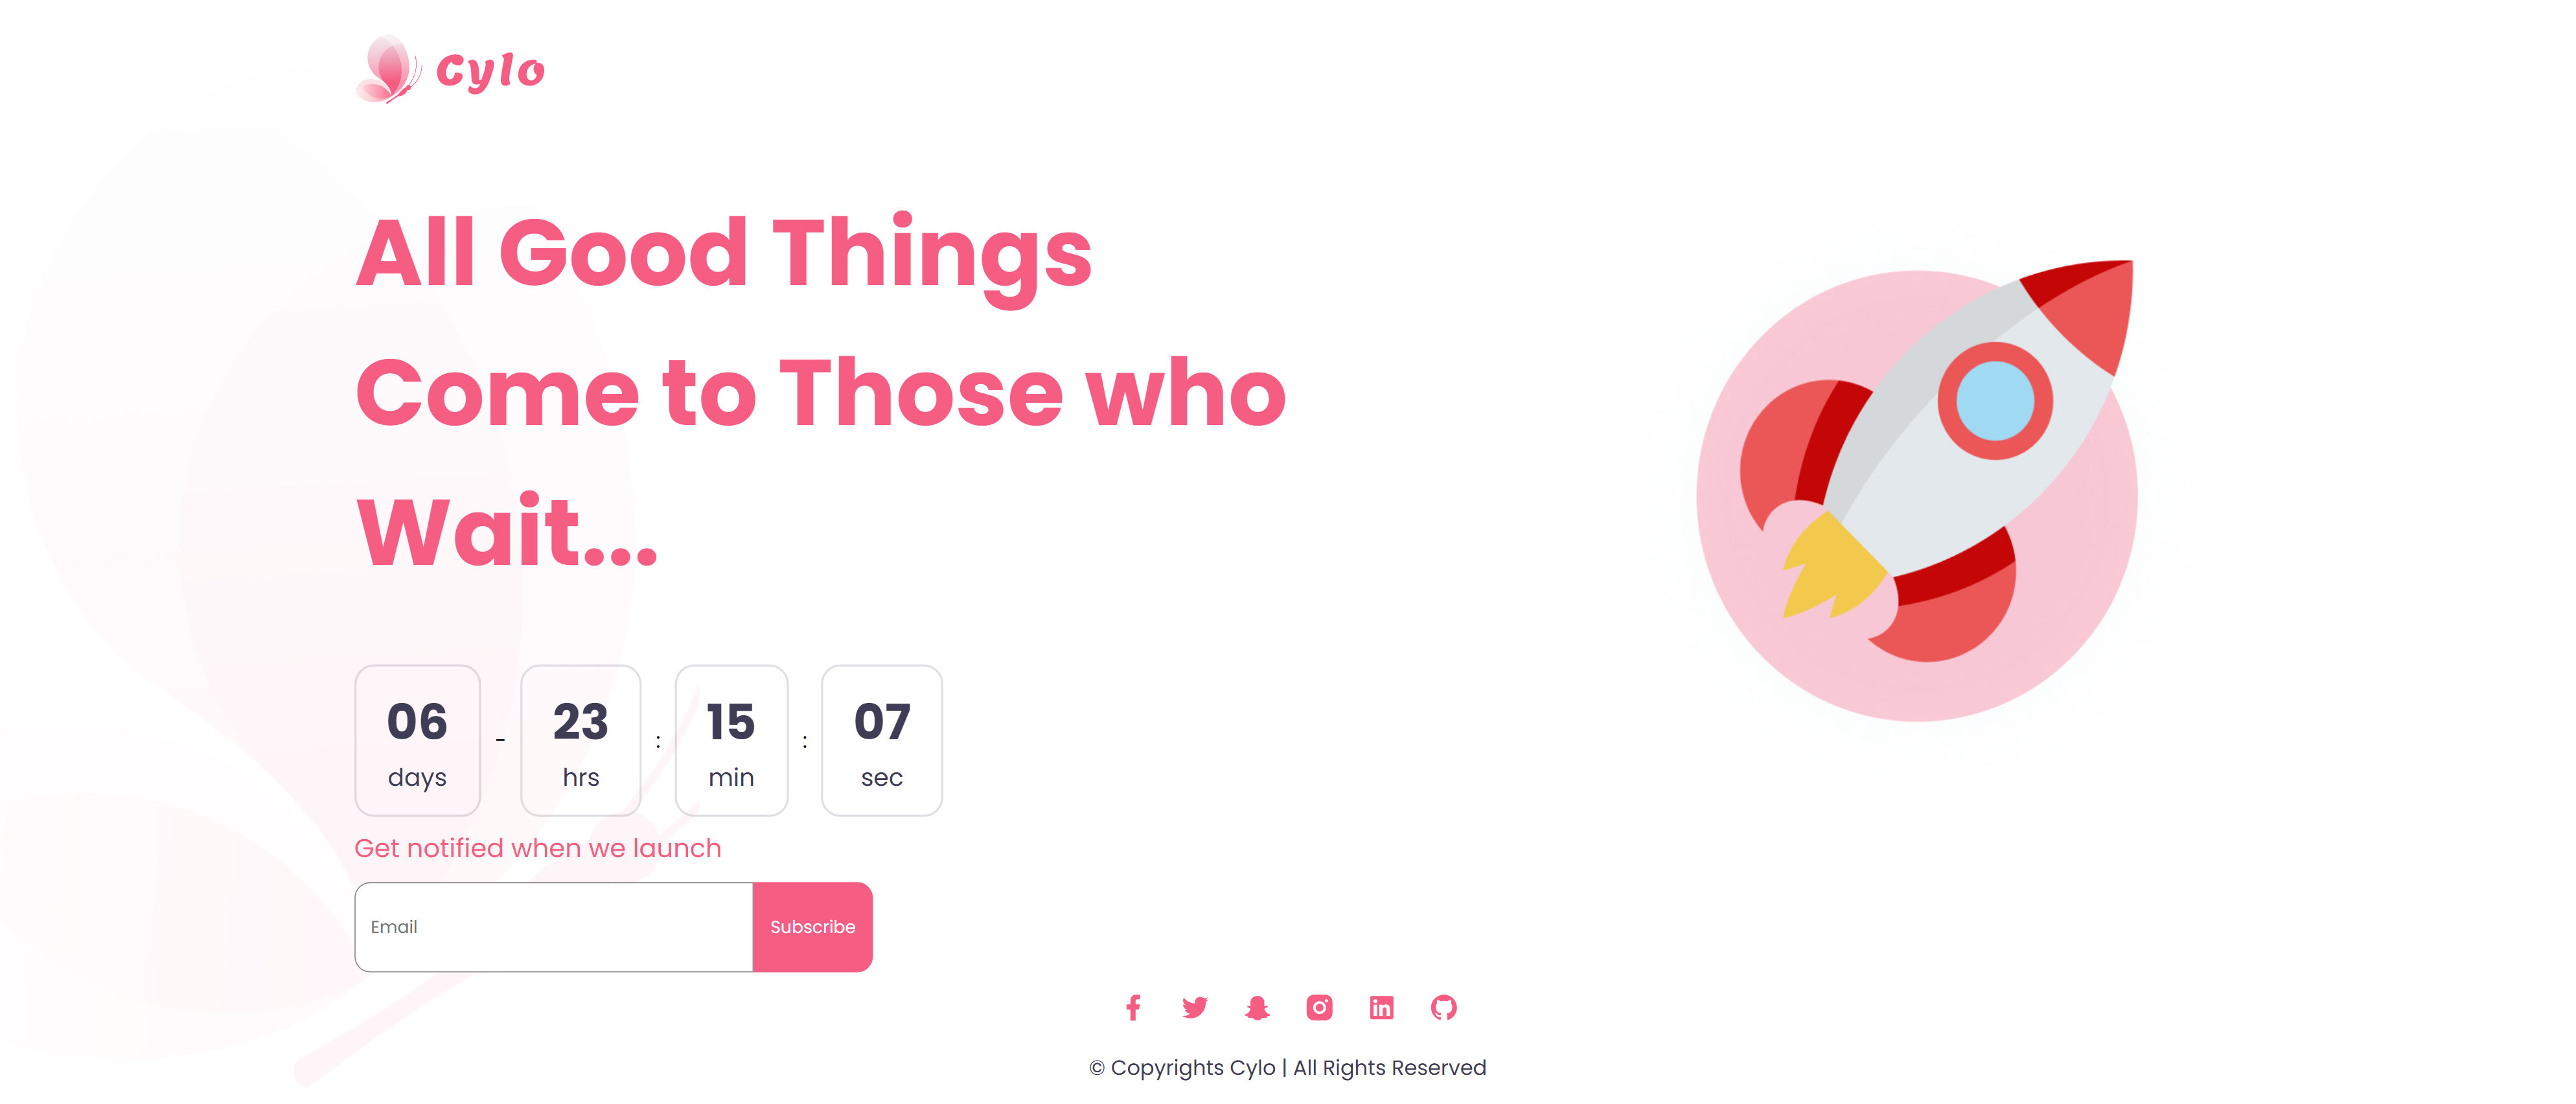 Cylo
All Good Things
Come to Those who
Wait...
06 - 23 : 15 : 07
days hrs min sec
Get notified when we launch
Email Subscribe
© Copyrights Cylo | All Rights Reserved